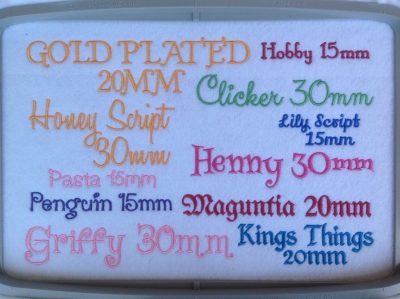 GOLD PLATED
20MM
Hobby 15mm
Clicker 30mm
Honey Script
30mm
Lily Script
15mm
Henny 30mm
Pasta 15mm
Penguin 15mm
Maguntia 20mm
Griffy 30mm
Kings Things
20mm